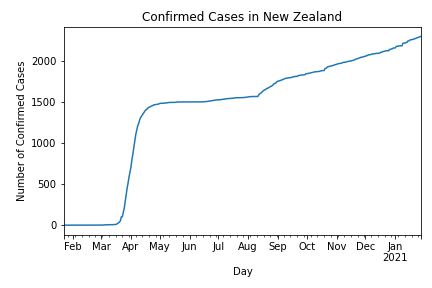 Confirmed Cases in New Zealand
Number of Confirmed Cases
2000
1500
1000
500
0
Feb Mar Apr May Jun Jul Aug Sep Oct Nov Dec Jan
2021
Day